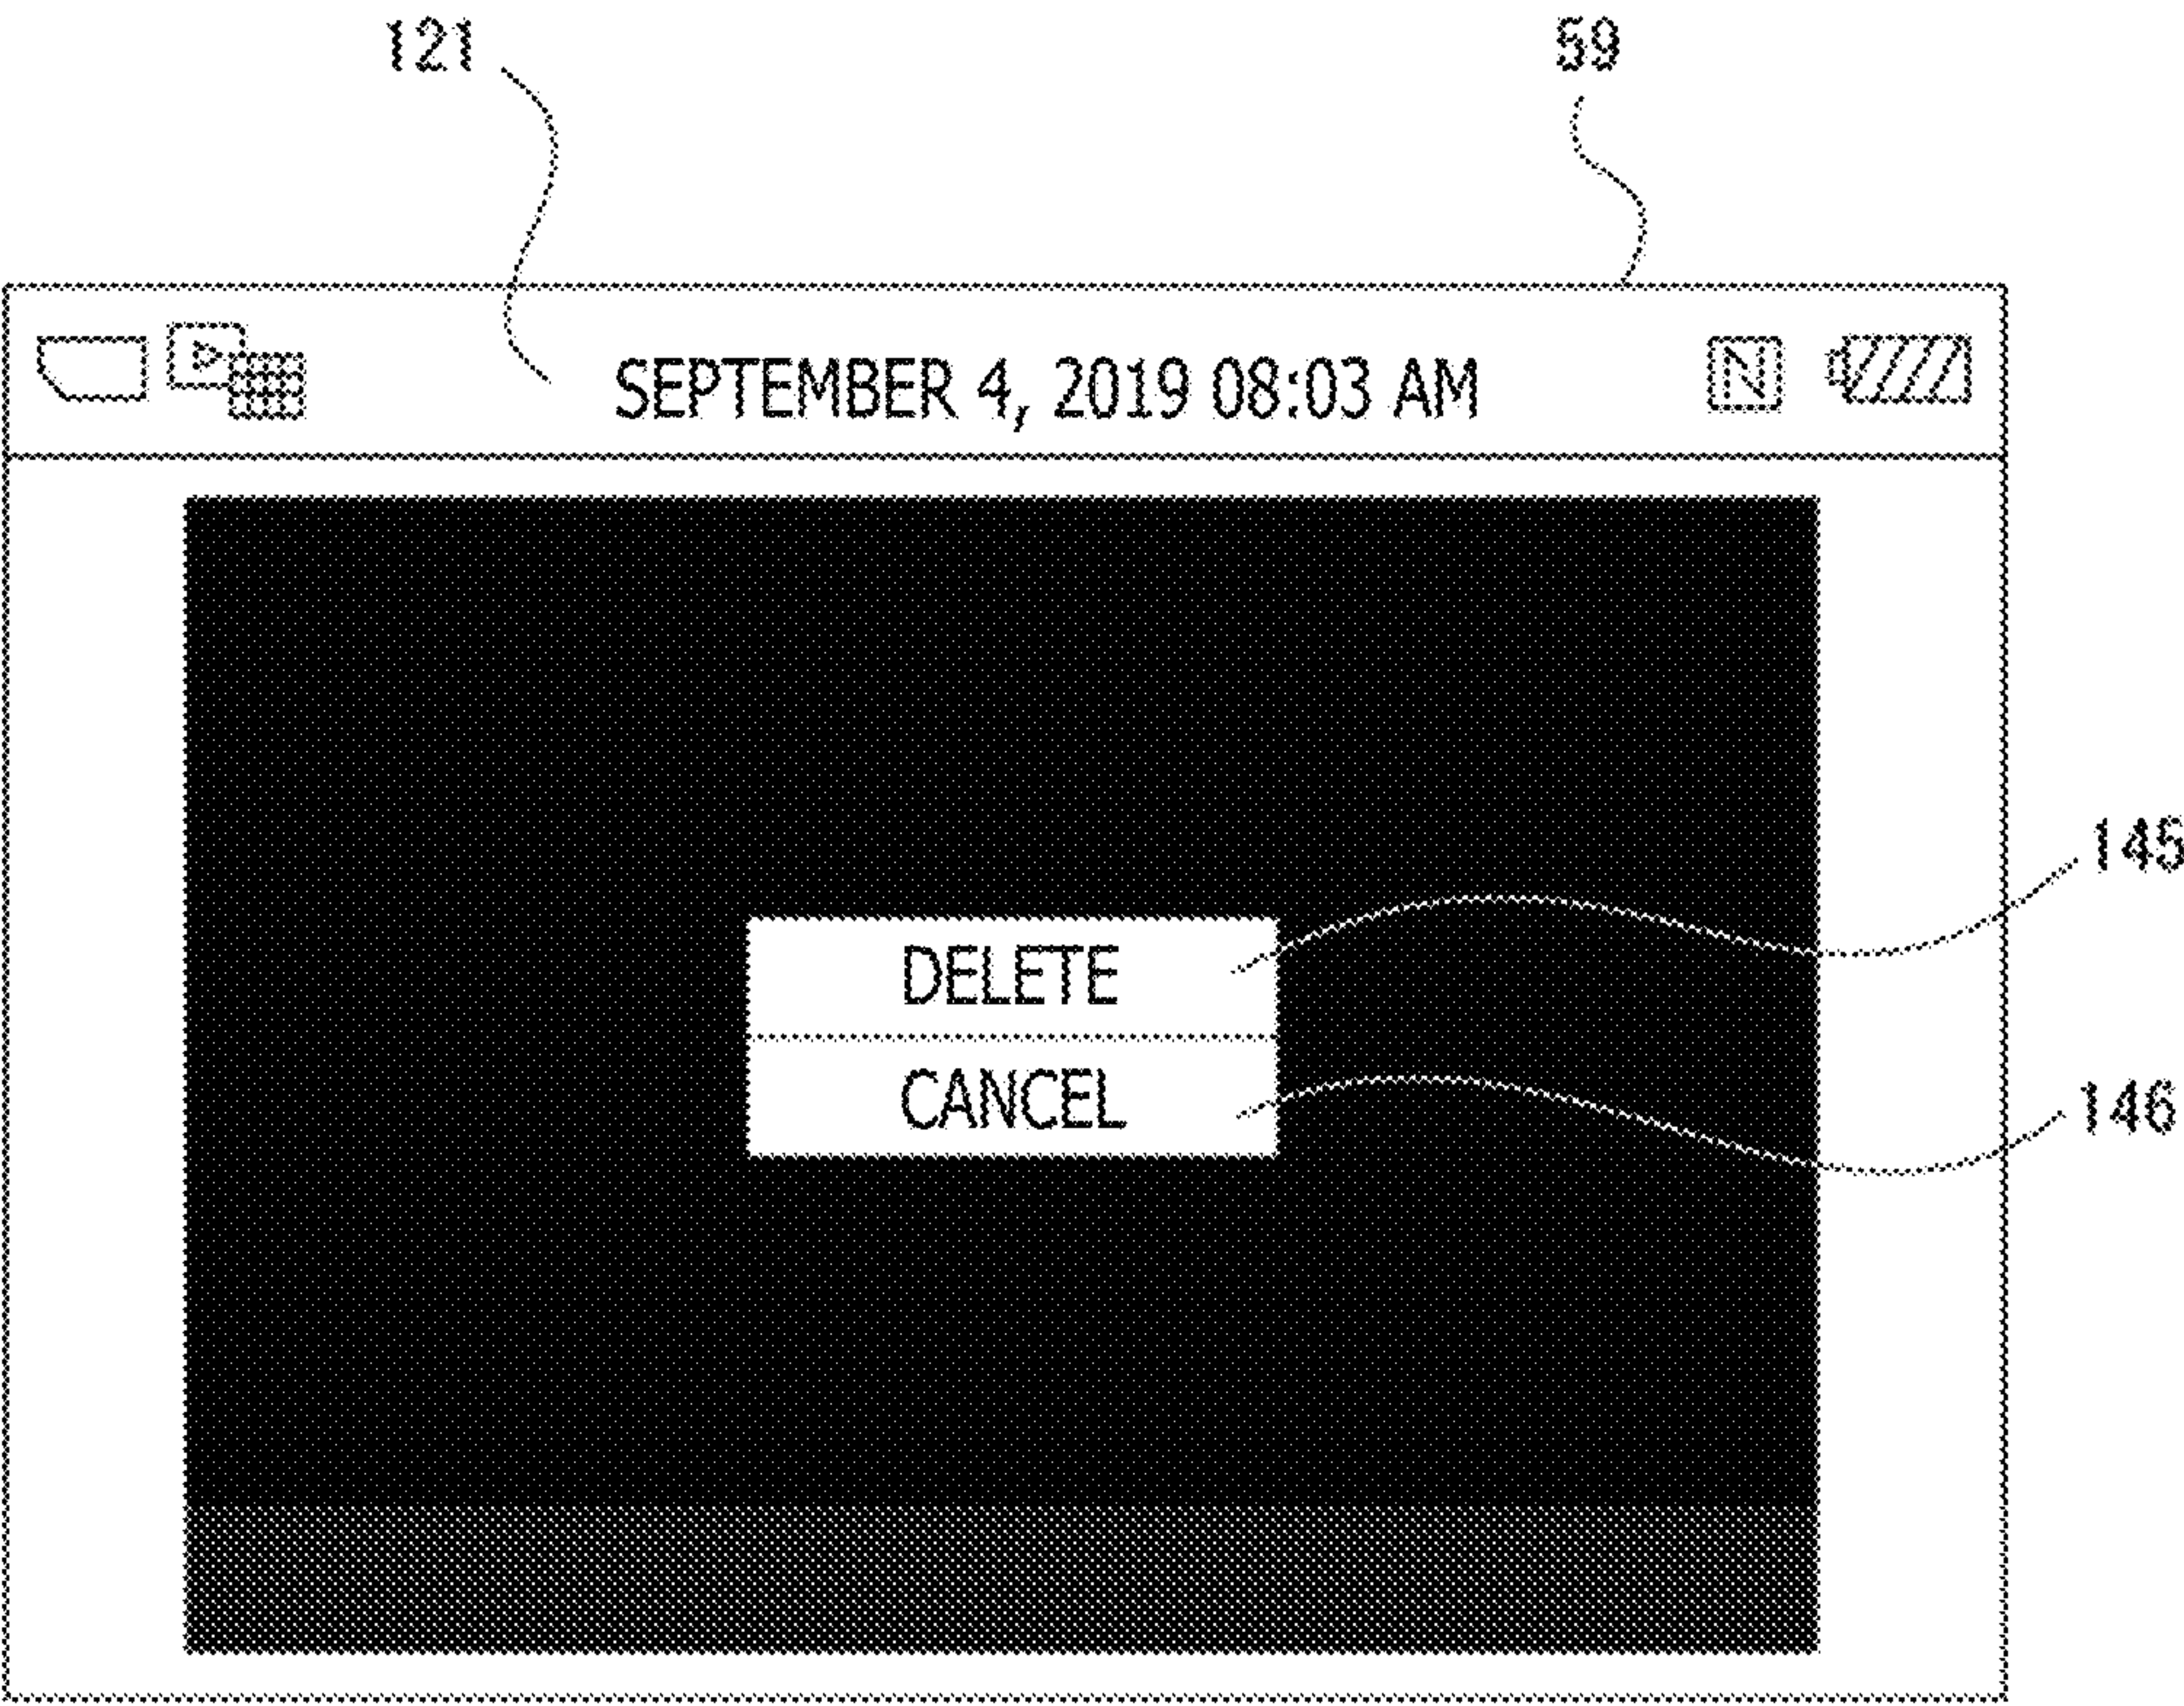 121
59
N
SEPTEMBER 4, 2019 08:03 AM
145
DELETE
CANCEL
146